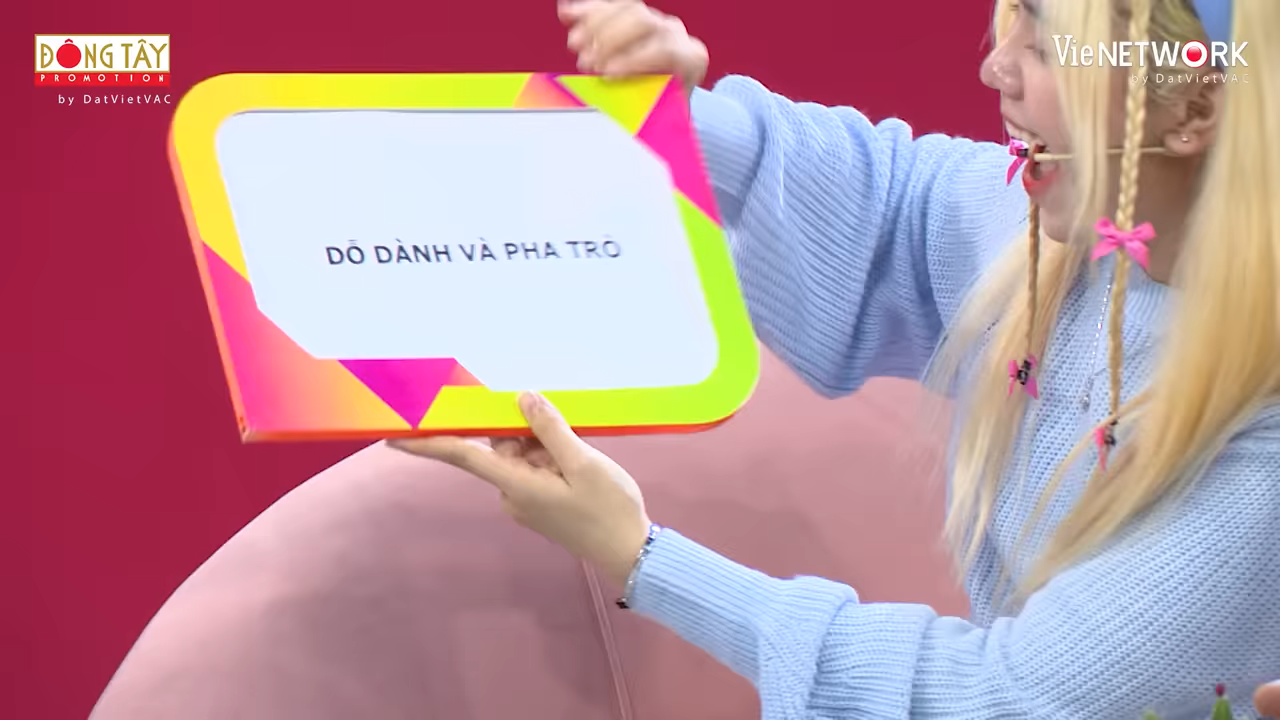 ĐÔNG TÂY
PROMOTION
by DatVietVAC
VieNETWORK
by DatVietVAC
DỖ DÀNH VÀ PHA TRÒ